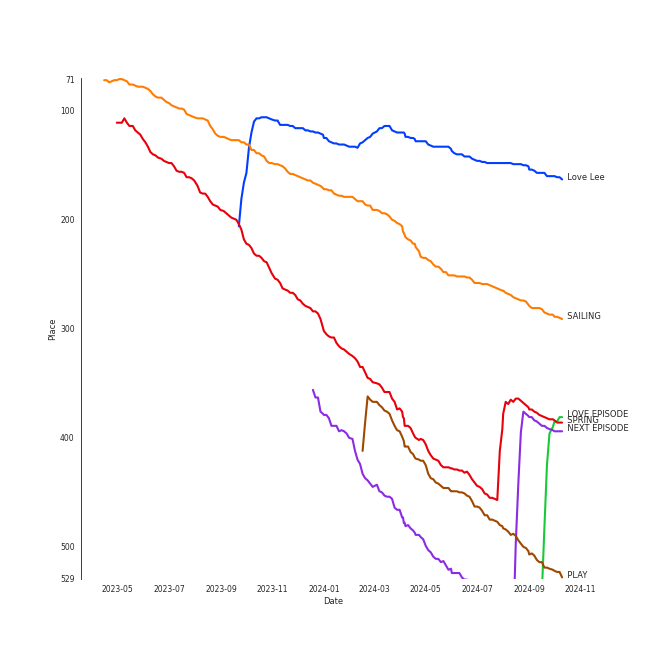 71
100
200
300
400
500
529
Place
Love Lee
SAILING
LOVE EPISODE
SPRING
NEXT EPISODE
PLAY
2023-05 2023-07 2023-09 2023-11 2024-01 2024-03 2024-05 2024-07 2024-09 2024-11
Date